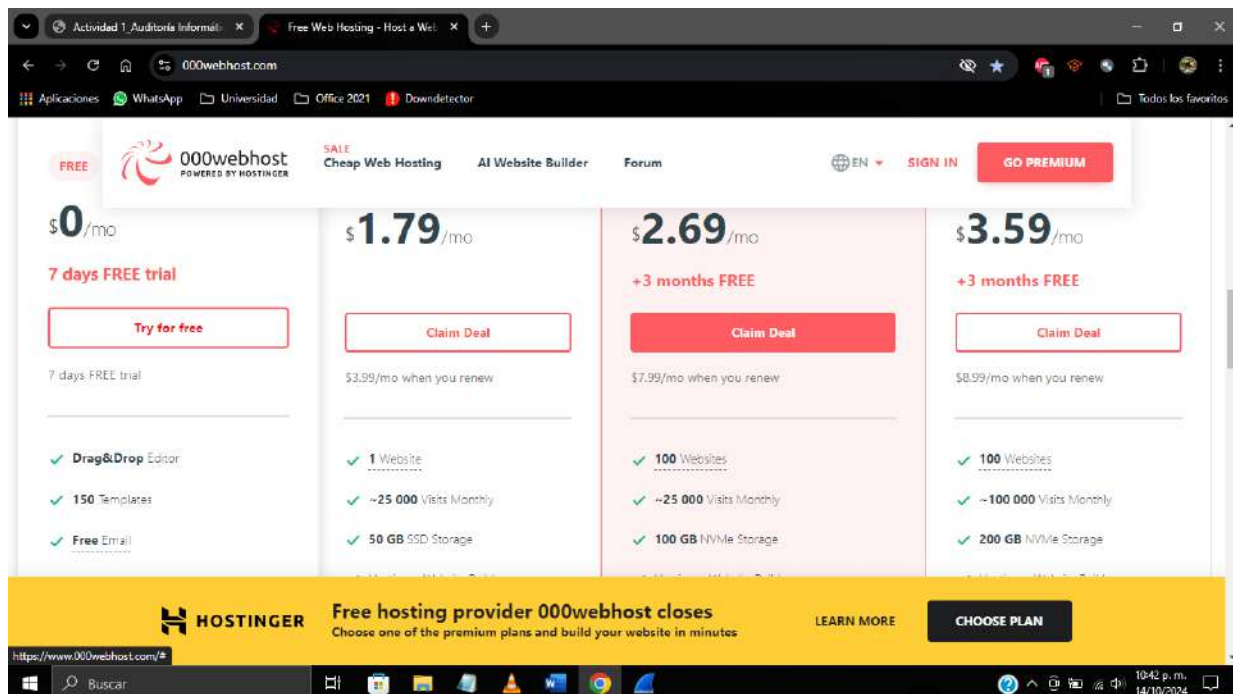 Actividad 1_Auditoría Informáti
Free Web Hosting - Host a Web
000webhost.com
Aplicaciones WhatsApp Universidad Office 2021 Downdetector Todos los favoritos
FREE
000webhost
POWERED BY HOSTINGER
SALE
Cheap Web Hosting AI Website Builder Forum
EN SIGN IN GO PREMIUM
$0/mo
7 days FREE trial
Try for free
7 days FREE trial
Drag&Drop Editor
150 Templates
Free Email
$1.79/mo
Claim Deal
$3.99/mo when you renew
1 Website
~25 000 Visits Monthly
50 GB SSD Storage
$2.69/mo
+3 months FREE
Claim Deal
$7.99/mo when you renew
100 Websites
~25 000 Visits Monthly
100 GB NVMe Storage
$3.59/mo
+3 months FREE
Claim Deal
$8.99/mo when you renew
100 Websites
~100 000 Visits Monthly
200 GB NVMe Storage
HOSTINGER
Free hosting provider 000webhost closes
Choose one of the premium plans and build your website in minutes
LEARN MORE
CHOOSE PLAN
https://www.000webhost.com/#
Buscar
10:42 p. m.
14/10/2024